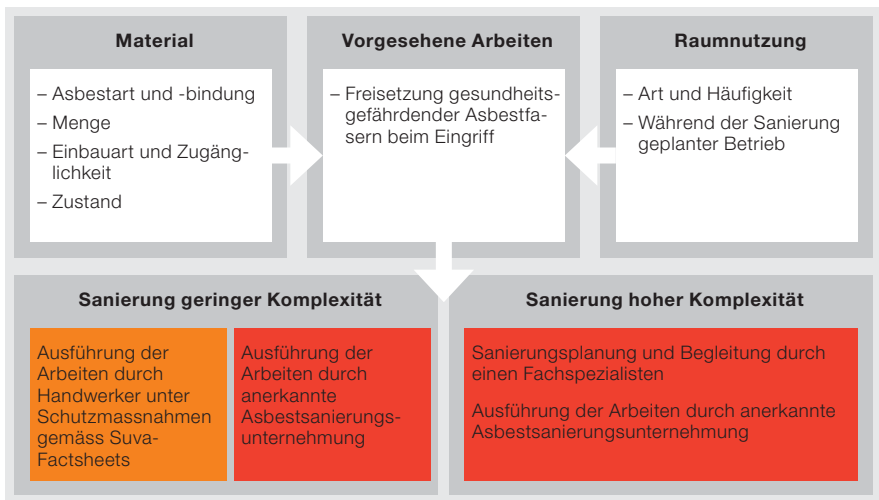 Material
– Asbestart und -bindung
– Menge
– Einbauart und Zugäng-
lichkeit
– Zustand
Vorgesehene Arbeiten
– Freisetzung gesundheits-
gefährdender Asbestfa-
sern beim Eingriff
Raumnutzung
– Art und Häufigkeit
– Während der Sanierung
geplanter Betrieb
Sanierung geringer Komplexität
Ausführung der
Arbeiten durch
Handwerker unter
Schutzmassnahmen
gemäss Suva-
Factsheets
Ausführung der
Arbeiten durch
anerkannte
Asbestsanierungs-
unternehmung
Sanierung hoher Komplexität
Sanierungsplanung und Begleitung durch
einen Fachspezialisten
Ausführung der Arbeiten durch anerkannte
Asbestsanierungsunternehmung